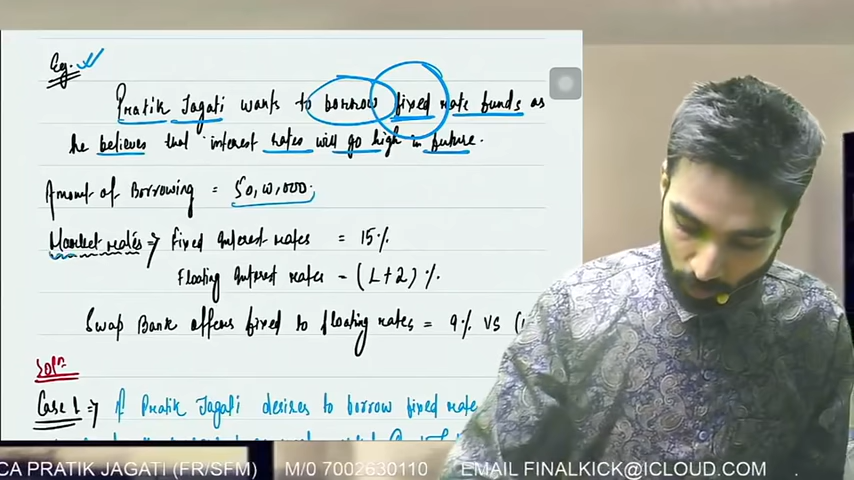 Eg.
Pratik Jagati wants to borrow fixed rate funds as
he believes that interest rates will go high in future.
Amount of Borrowing = 50,00,000.
Market rates => Fixed Interest rates = 15%
Floating Interest rates = (L+2)%
Swap Bank offers fixed to floating rates = 9% VS (
Soln
Case 1 => If Pratik Jagati desires to borrow fixed rate
CA PRATIK JAGATI (FR/SFM) M/0 7002630110 EMAIL FINALKICK@ICLOUD.COM .